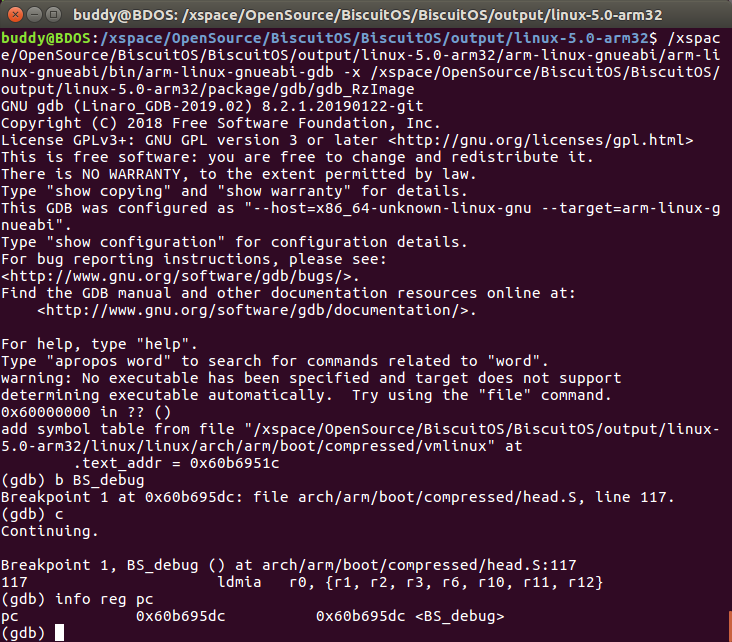 buddy@BDOS: /xspace/OpenSource/BiscuitOS/BiscuitOS/output/linux-5.0-arm32
buddy@BDOS:/xspace/OpenSource/BiscuitOS/BiscuitOS/output/linux-5.0-arm32$ /xspac
e/OpenSource/BiscuitOS/BiscuitOS/output/linux-5.0-arm32/arm-linux-gnueabi/arm-li
nux-gnueabi/bin/arm-linux-gnueabi-gdb -x /xspace/OpenSource/BiscuitOS/BiscuitOS/
output/linux-5.0-arm32/package/gdb/gdb_RzImage
GNU gdb (Linaro_GDB-2019.02) 8.2.1.20190122-git
Copyright (C) 2018 Free Software Foundation, Inc.
License GPLv3+: GNU GPL version 3 or later <http://gnu.org/licenses/gpl.html>
This is free software: you are free to change and redistribute it.
There is NO WARRANTY, to the extent permitted by law.
Type "show copying" and "show warranty" for details.
This GDB was configured as "--host=x86_64-unknown-linux-gnu --target=arm-linux-g
nueabi".
Type "show configuration" for configuration details.
For bug reporting instructions, please see:
<http://www.gnu.org/software/gdb/bugs/>.
Find the GDB manual and other documentation resources online at:
    <http://www.gnu.org/software/gdb/documentation/>.
For help, type "help".
Type "apropos word" to search for commands related to "word".
warning: No executable has been specified and target does not support
determining executable automatically.  Try using the "file" command.
0x60000000 in ?? ()
add symbol table from file "/xspace/OpenSource/BiscuitOS/BiscuitOS/output/linux-
5.0-arm32/linux/linux/arch/arm/boot/compressed/vmlinux" at
        .text_addr = 0x60b6951c
(gdb) b BS_debug
Breakpoint 1 at 0x60b695dc: file arch/arm/boot/compressed/head.S, line 117.
(gdb) c
Continuing.
Breakpoint 1, BS_debug () at arch/arm/boot/compressed/head.S:117
117                     ldmia   r0, {r1, r2, r3, r6, r10, r11, r12}
(gdb) info reg pc
pc             0x60b695dc          0x60b695dc <BS_debug>
(gdb)